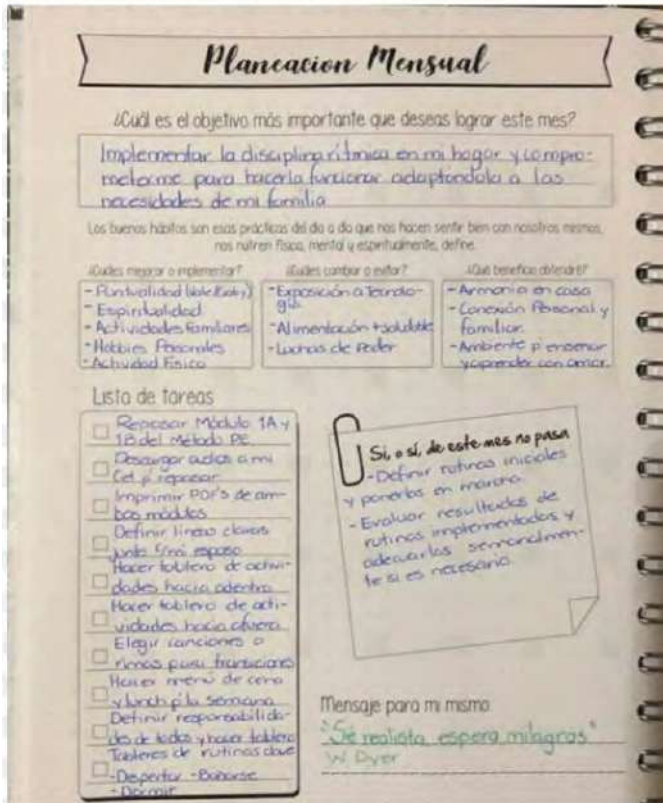 Planeacion Mensual
¿Cuál es el objetivo más importante que deseas lograr este mes?
Implementar la disciplina rítmica en mi hogar y compro-
meterme para hacerla funcionar adaptandola a las
necesidades de mi familia
Los buenos hábitos son esas prácticas del día a día que nos hacen sentir bien con nosotros mismos,
nos nutren física, mental y espiritualmente, define.
¿Cuáles mejorar o implementar?
- Puntualidad
- Espiritualidad
- Actividades Familiares
- Hobbies Personales
- Actividad Física
¿Cuáles cambiar o evitar?
- Exposición a Tecnolo-
gía
- Alimentación + saludable
- Luchas de Poder
¿Qué beneficio obtendré?
- Armonía en casa
- Conexión Personal y
familiar.
- Ambiente p' enseñar
y aprender con amor.
Lista de tareas
Repasar Módulo 1A y
1B del Método PE
Descargar audios a mi
Cel p' repasar
Imprimir PDF's de am-
bos módulos
Definir líneas claras
junto c/mi esposo
Hacer tablero de activi-
dades hacia adentro
Hacer tablero de acti-
vidades hacia afuera
Elegir canciones o
rimas para transiciones
Hacer menú de cena
y lunch p' la semana
Definir responsabilida-
des de todos y hacer tablero
Tableros de rutinas clave
- Despertar - Bañarse
- Dormir
Si o sí, de este mes no pasa
- Definir rutinas iniciales
y ponerlas en marcha
- Evaluar resultados de
rutinas implementadas y
adecuarlas semanalmen-
te si es necesario.
Mensaje para mi misma
"Sé realista, espera milagros"
W. Dyer